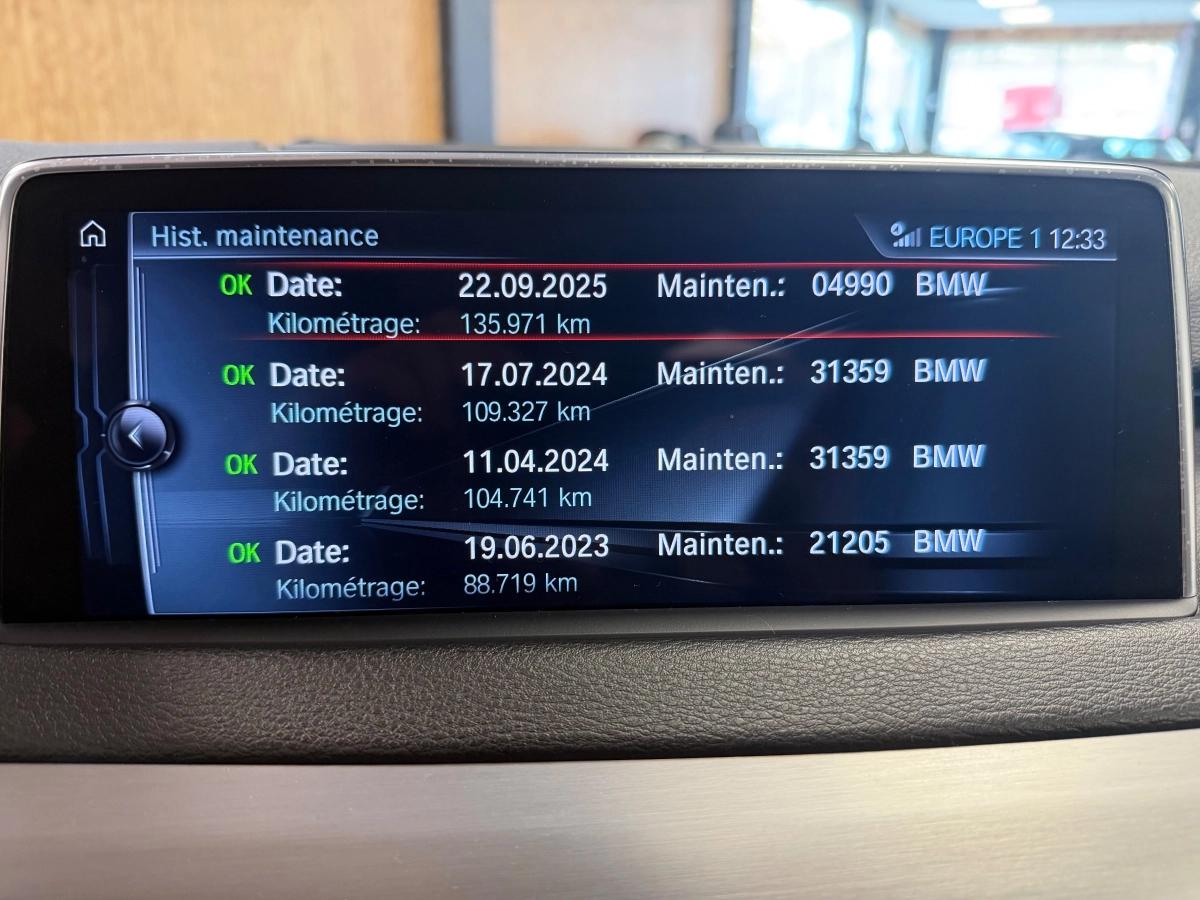 Hist. maintenance EUROPE 1 12:33
OK Date: 22.09.2025 Mainten.: 04990 BMW
Kilométrage: 135.971 km
OK Date: 17.07.2024 Mainten.: 31359 BMW
Kilométrage: 109.327 km
OK Date: 11.04.2024 Mainten.: 31359 BMW
Kilométrage: 104.741 km
OK Date: 19.06.2023 Mainten.: 21205 BMW
Kilométrage: 88.719 km